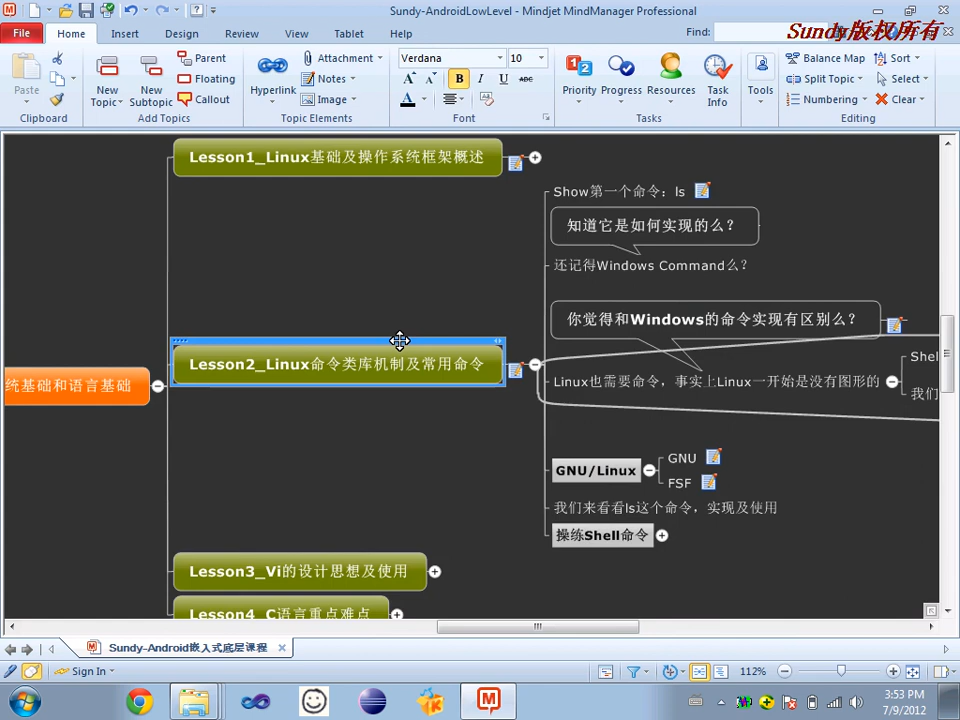 Sundy-AndroidLowLevel - Mindjet MindManager Professional
File
Home
Insert
Design
Review
View
Tablet
Help
Find:
Sundy版权所有
Paste
Clipboard
New Topic
New Subtopic
Parent
Floating
Callout
Add Topics
Hyperlink
Attachment
Notes
Image
Topic Elements
Verdana
10
A A B I U ABC
A
Font
Priority
Progress
Resources
Task Info
Tasks
Tools
Balance Map
Split Topic
Numbering
Sort
Select
Clear
Editing
Lesson1_Linux基础及操作系统框架概述
Show第一个命令：ls
知道它是如何实现的么？
还记得Windows Command么？
你觉得和Windows的命令实现有区别么？
Lesson2_Linux命令类库机制及常用命令
统基础和语言基础
Linux也需要命令，事实上Linux一开始是没有图形的
Shel
我们
GNU/Linux
GNU
FSF
我们来看看ls这个命令，实现及使用
操练Shell命令
Lesson3_Vi的设计思想及使用
Lesson4_C语言重点难点
Sundy-Android嵌入式底层课程
Sign In
112%
3:53 PM
7/9/2012